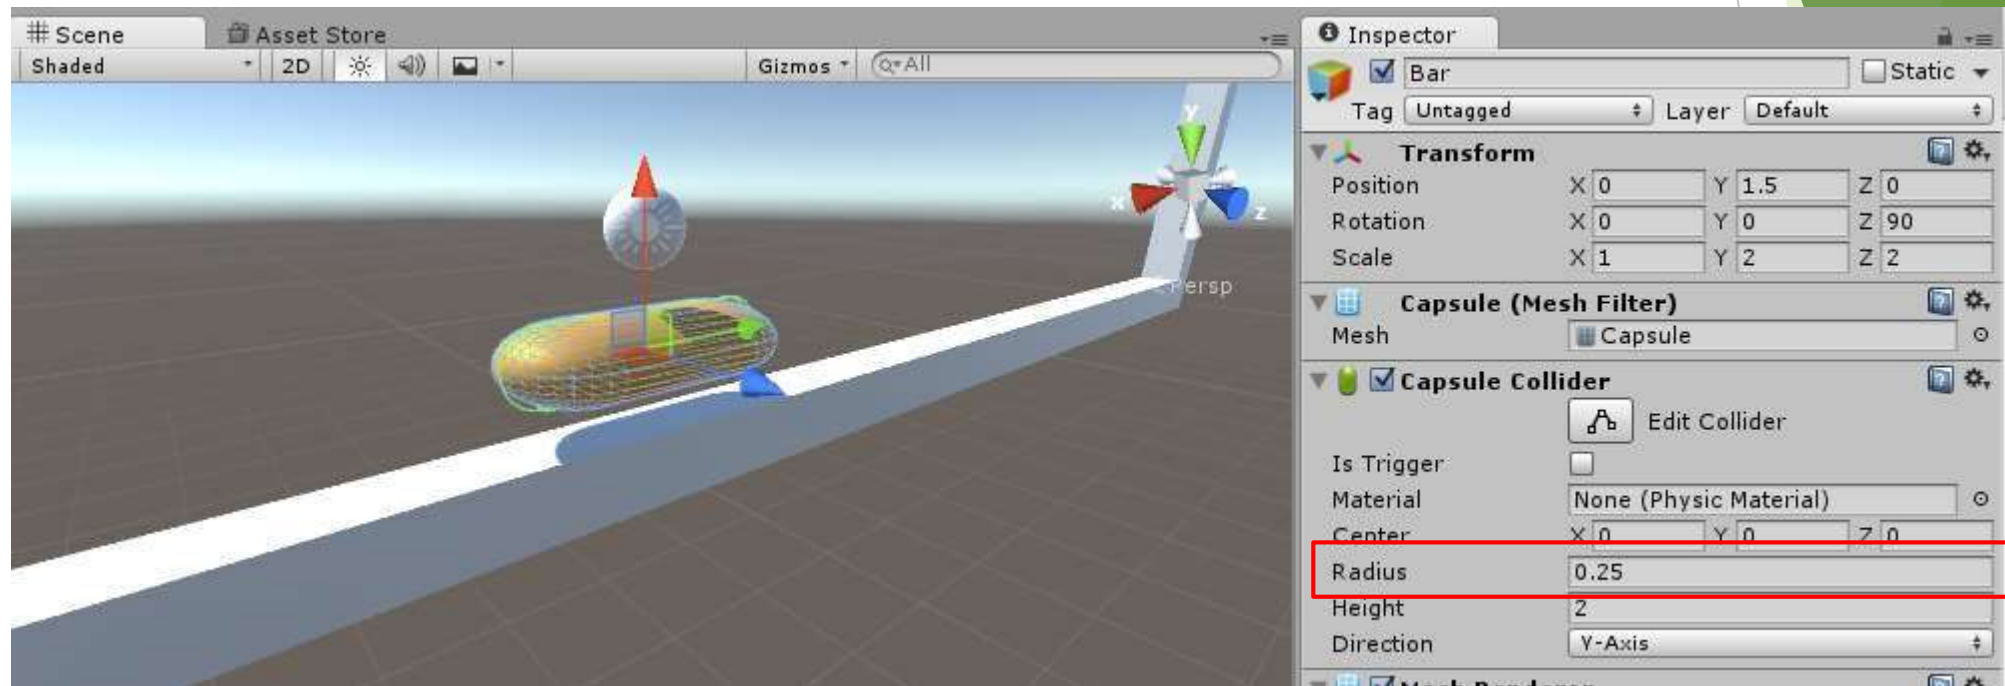 Scene
Asset Store
Shaded
2D
Gizmos
All
y
x
z
Persp
Inspector
Bar
Static
Tag Untagged Layer Default
Transform
Position X 0 Y 1.5 Z 0
Rotation X 0 Y 0 Z 90
Scale X 1 Y 2 Z 2
Capsule (Mesh Filter)
Mesh Capsule
Capsule Collider
Edit Collider
Is Trigger
Material None (Physic Material)
Center X 0 Y 0 Z 0
Radius 0.25
Height 2
Direction Y-Axis
Mesh Renderer